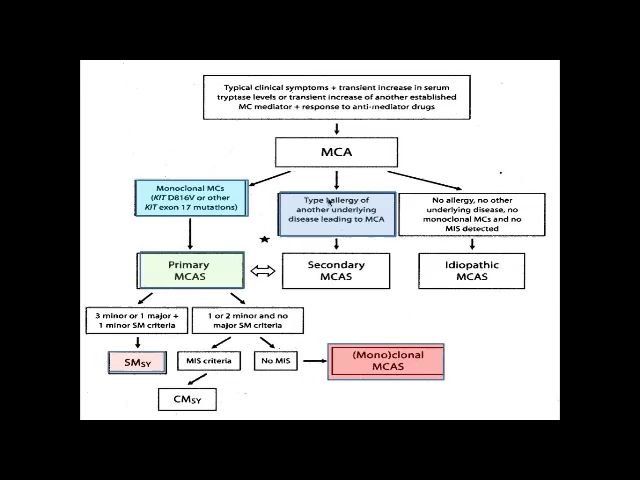 Typical clinical symptoms + transient increase in serum
tryptase levels or transient increase of another established
MC mediator + response to anti-mediator drugs
MCA
Monoclonal MCs
(KIT D816V or other
KIT exon 17 mutations)
Type I allergy of
another underlying
disease leading to MCA
No allergy, no other
underlying disease, no
monoclonal MCs and no
MIS detected
Primary
MCAS
Secondary
MCAS
Idiopathic
MCAS
3 minor or 1 major +
1 minor SM criteria
1 or 2 minor and no
major SM criteria
SMSY
MIS criteria
No MIS
(Mono)clonal
MCAS
CMSY